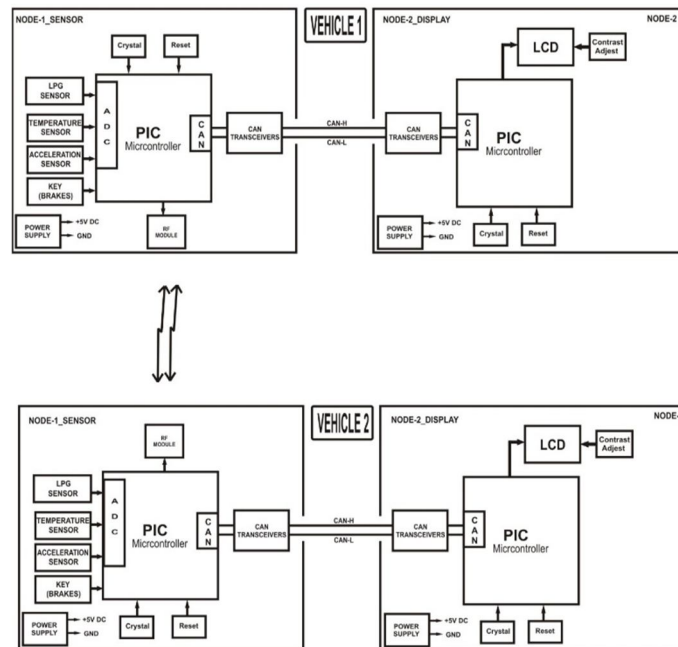 NODE-1_SENSOR
VEHICLE 1
NODE-2_DISPLAY
NODE-2
Crystal
Reset
LCD
Contrast
Adjest
LPG
SENSOR
TEMPERATURE
SENSOR
ACCELERATION
SENSOR
KEY
(BRAKES)
A
D
C
PIC
Micrcontroller
C
A
N
CAN
TRANSCEIVERS
CAN-H
CAN-L
CAN
TRANSCEIVERS
C
A
N
PIC
Micrcontroller
POWER
SUPPLY
+5V DC
GND
RF
MODULE
POWER
SUPPLY
+5V DC
GND
Crystal
Reset
NODE-1_SENSOR
VEHICLE 2
NODE-2_DISPLAY
NODE-
RF
MODULE
LCD
Contrast
Adjest
LPG
SENSOR
TEMPERATURE
SENSOR
ACCELERATION
SENSOR
KEY
(BRAKES)
A
D
C
PIC
Micrcontroller
C
A
N
CAN
TRANSCEIVERS
CAN-H
CAN-L
CAN
TRANSCEIVERS
C
A
N
PIC
Micrcontroller
POWER
SUPPLY
+5V DC
GND
Crystal
Reset
POWER
SUPPLY
+5V DC
GND
Crystal
Reset